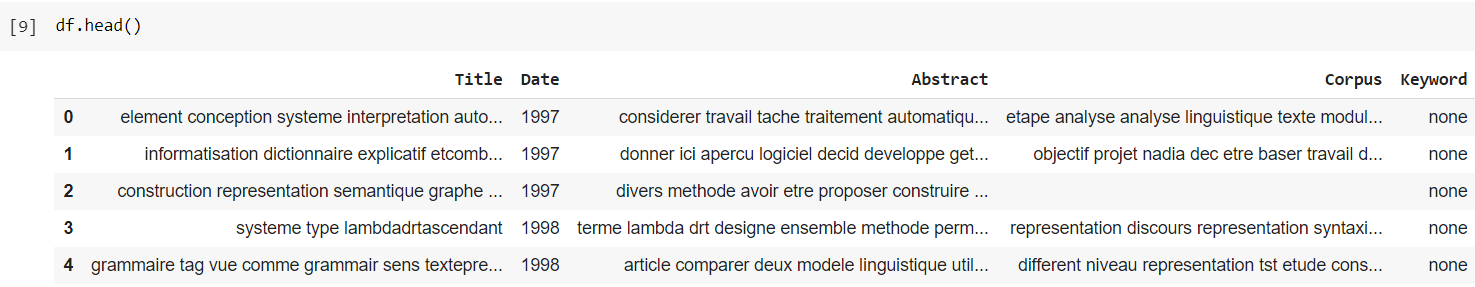 [9] df.head()
Title Date Abstract Corpus Keyword
0 element conception systeme interpretation auto... 1997 considerer travail tache traitement automatiqu... etape analyse analyse linguistique texte modul... none
1 informatisation dictionnaire explicatif etcomb... 1997 donner ici apercu logiciel decid developpe get... objectif projet nadia dec etre baser travail d... none
2 construction representation semantique graphe ... 1997 divers methode avoir etre proposer construire ... none
3 systeme type lambdadrtascendant 1998 terme lambda drt designe ensemble methode perm... representation discours representation syntaxi... none
4 grammaire tag vue comme grammair sens textepre... 1998 article comparer deux modele linguistique util... different niveau representation tst etude cons... none